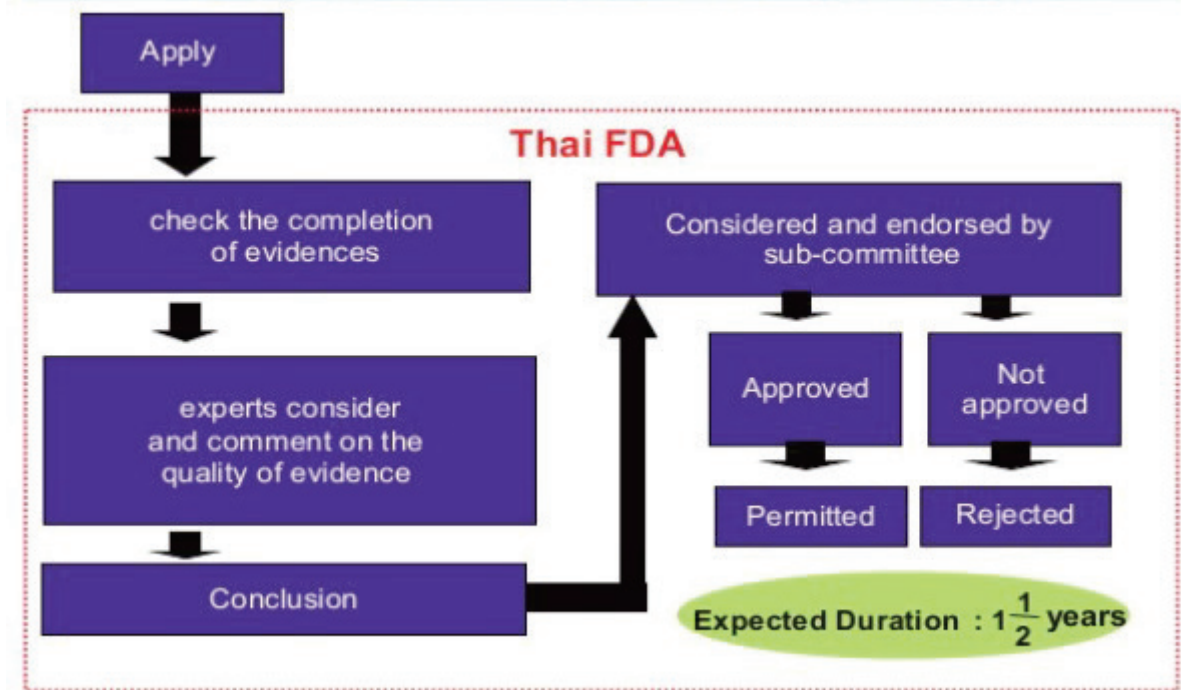 Apply
Thai FDA
check the completion
of evidences
experts consider
and comment on the
quality of evidence
Conclusion
Considered and endorsed by
sub-committee
Approved
Not
approved
Permitted
Rejected
Expected Duration : 1 1/2 years